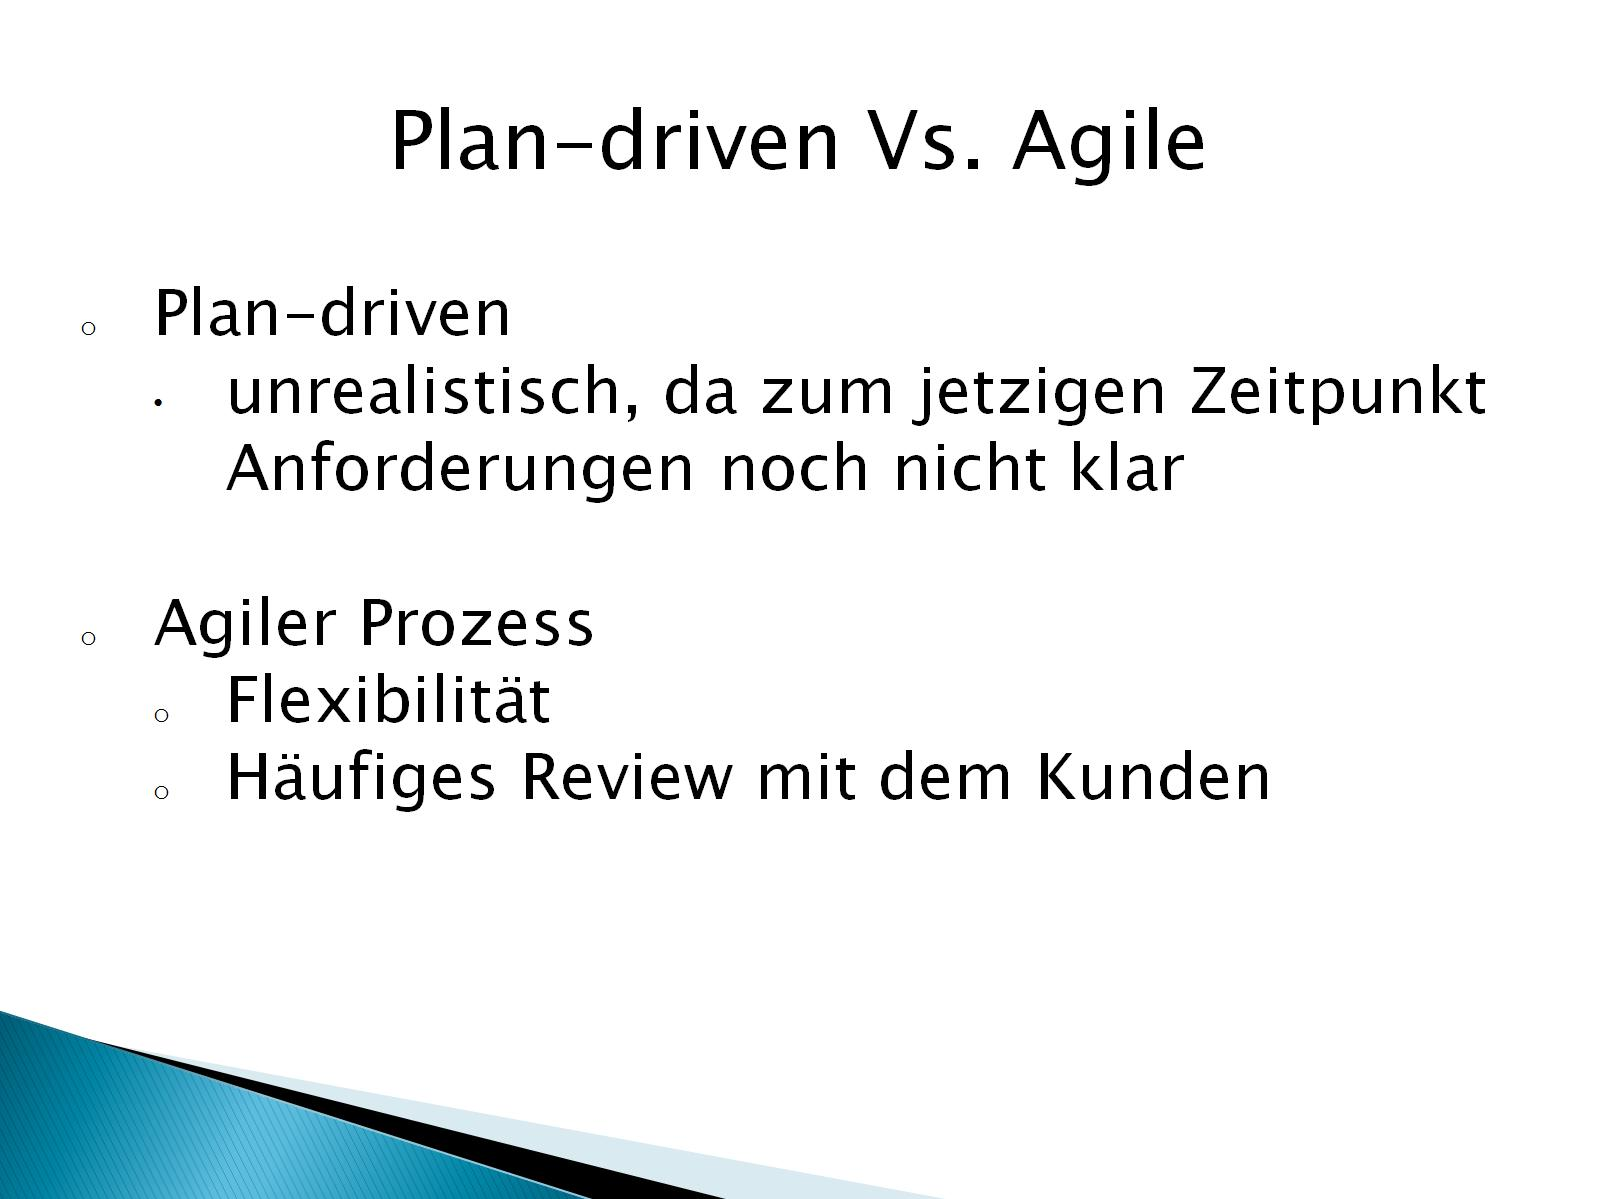 Plan-driven Vs. Agile
Plan-driven
unrealistisch, da zum jetzigen Zeitpunkt
Anforderungen noch nicht klar
Agiler Prozess
Flexibilität
Häufiges Review mit dem Kunden